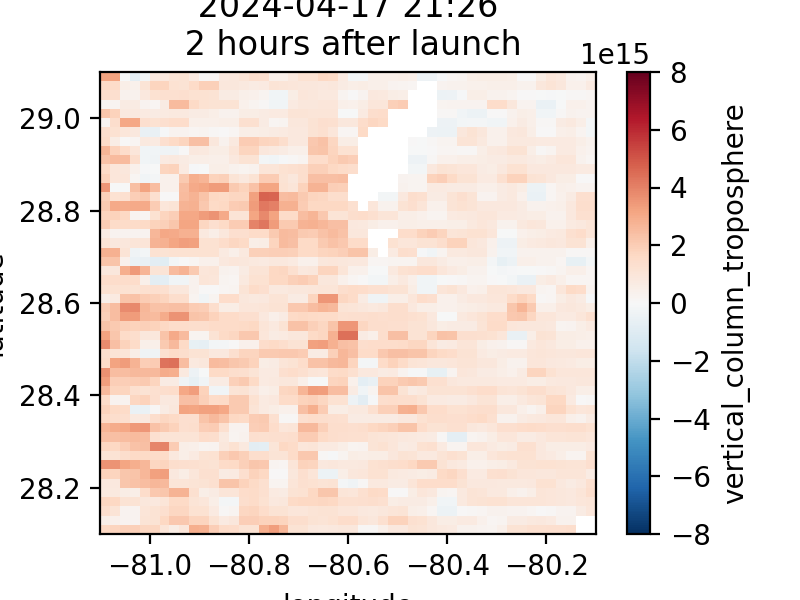 2024-04-17 21:26
2 hours after launch
1e15
29.0
28.8
28.6
28.4
28.2
−81.0 −80.8 −80.6 −80.4 −80.2
longitude
latitude
8
6
4
2
0
−2
−4
−6
−8
vertical_column_troposphere